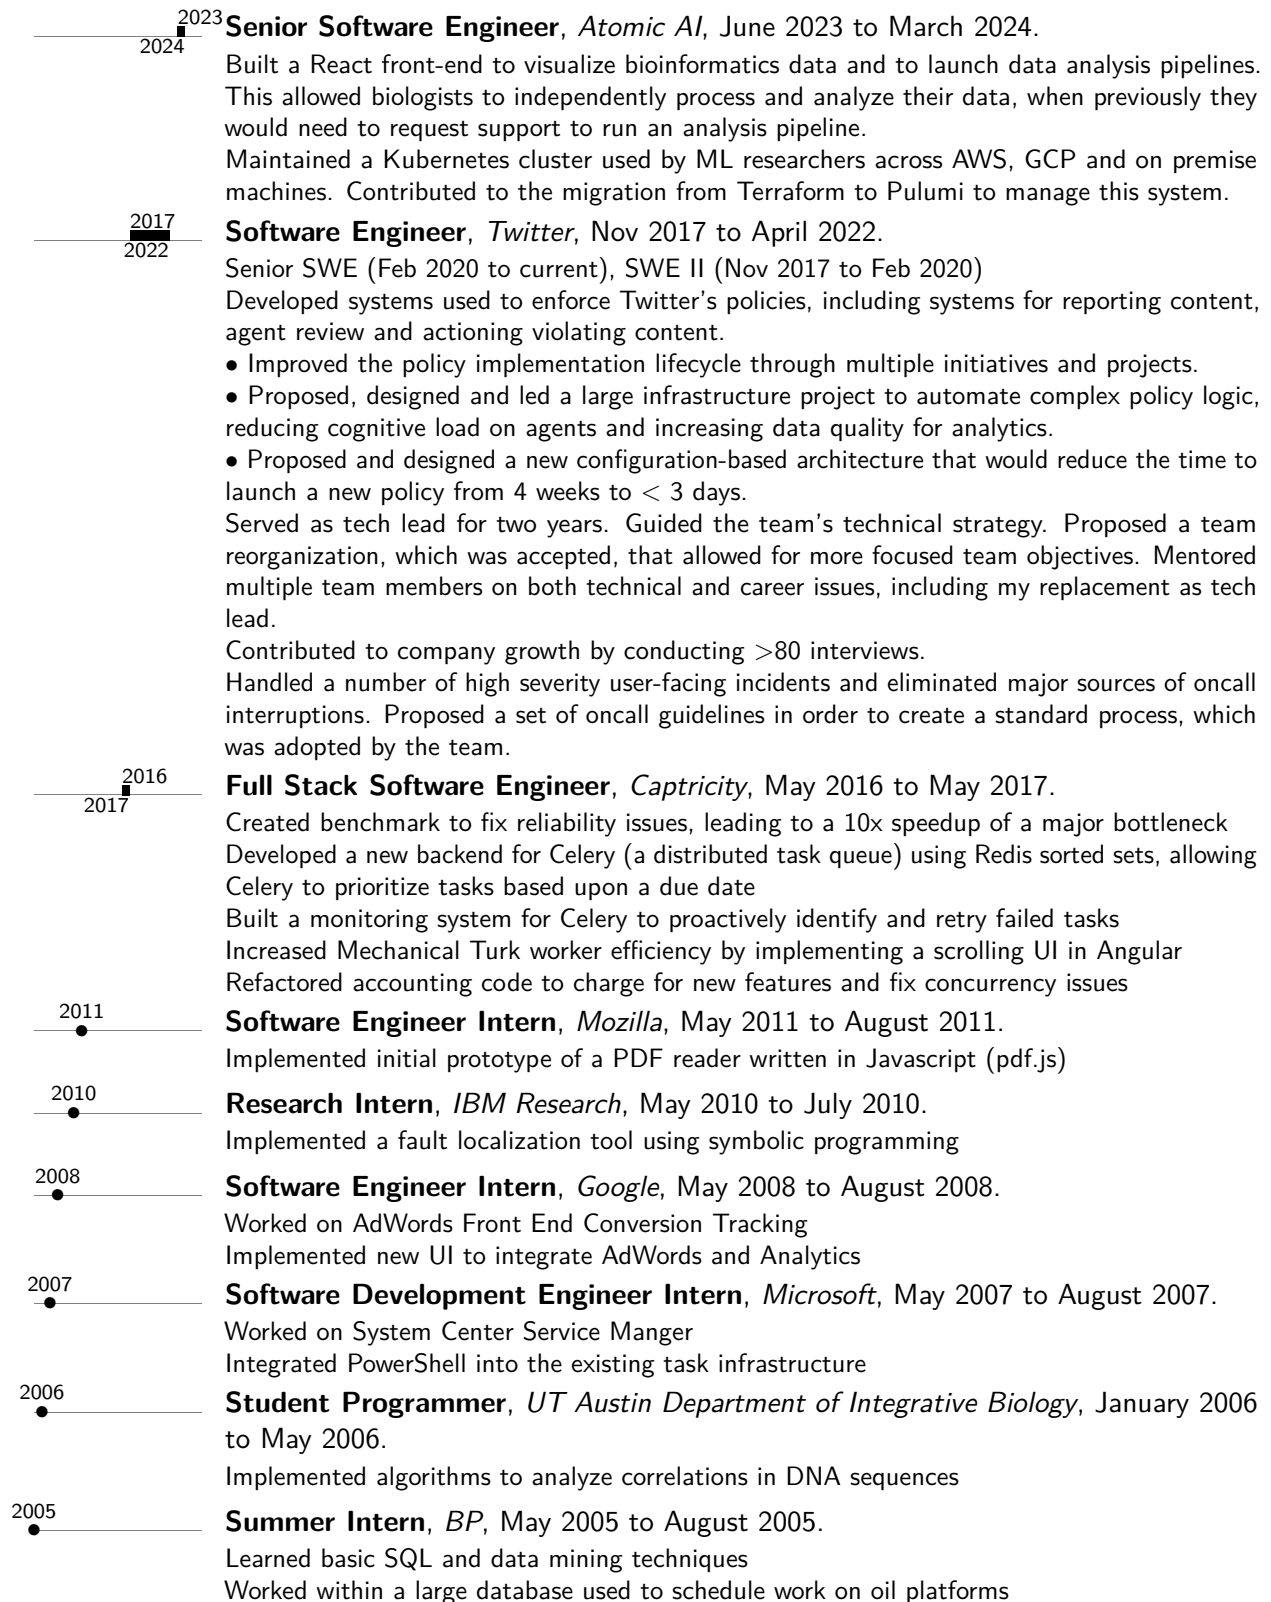 2023
2024
Senior Software Engineer, Atomic AI, June 2023 to March 2024.
Built a React front-end to visualize bioinformatics data and to launch data analysis pipelines.
This allowed biologists to independently process and analyze their data, when previously they
would need to request support to run an analysis pipeline.
Maintained a Kubernetes cluster used by ML researchers across AWS, GCP and on premise
machines. Contributed to the migration from Terraform to Pulumi to manage this system.
2017
2022
Software Engineer, Twitter, Nov 2017 to April 2022.
Senior SWE (Feb 2020 to current), SWE II (Nov 2017 to Feb 2020)
Developed systems used to enforce Twitter's policies, including systems for reporting content,
agent review and actioning violating content.
• Improved the policy implementation lifecycle through multiple initiatives and projects.
• Proposed, designed and led a large infrastructure project to automate complex policy logic,
reducing cognitive load on agents and increasing data quality for analytics.
• Proposed and designed a new configuration-based architecture that would reduce the time to
launch a new policy from 4 weeks to < 3 days.
Served as tech lead for two years. Guided the team's technical strategy. Proposed a team
reorganization, which was accepted, that allowed for more focused team objectives. Mentored
multiple team members on both technical and career issues, including my replacement as tech
lead.
Contributed to company growth by conducting >80 interviews.
Handled a number of high severity user-facing incidents and eliminated major sources of oncall
interruptions. Proposed a set of oncall guidelines in order to create a standard process, which
was adopted by the team.
2016
2017
Full Stack Software Engineer, Captricity, May 2016 to May 2017.
Created benchmark to fix reliability issues, leading to a 10x speedup of a major bottleneck
Developed a new backend for Celery (a distributed task queue) using Redis sorted sets, allowing
Celery to prioritize tasks based upon a due date
Built a monitoring system for Celery to proactively identify and retry failed tasks
Increased Mechanical Turk worker efficiency by implementing a scrolling UI in Angular
Refactored accounting code to charge for new features and fix concurrency issues
2011
Software Engineer Intern, Mozilla, May 2011 to August 2011.
Implemented initial prototype of a PDF reader written in Javascript (pdf.js)
2010
Research Intern, IBM Research, May 2010 to July 2010.
Implemented a fault localization tool using symbolic programming
2008
Software Engineer Intern, Google, May 2008 to August 2008.
Worked on AdWords Front End Conversion Tracking
Implemented new UI to integrate AdWords and Analytics
2007
Software Development Engineer Intern, Microsoft, May 2007 to August 2007.
Worked on System Center Service Manger
Integrated PowerShell into the existing task infrastructure
2006
Student Programmer, UT Austin Department of Integrative Biology, January 2006
to May 2006.
Implemented algorithms to analyze correlations in DNA sequences
2005
Summer Intern, BP, May 2005 to August 2005.
Learned basic SQL and data mining techniques
Worked within a large database used to schedule work on oil platforms